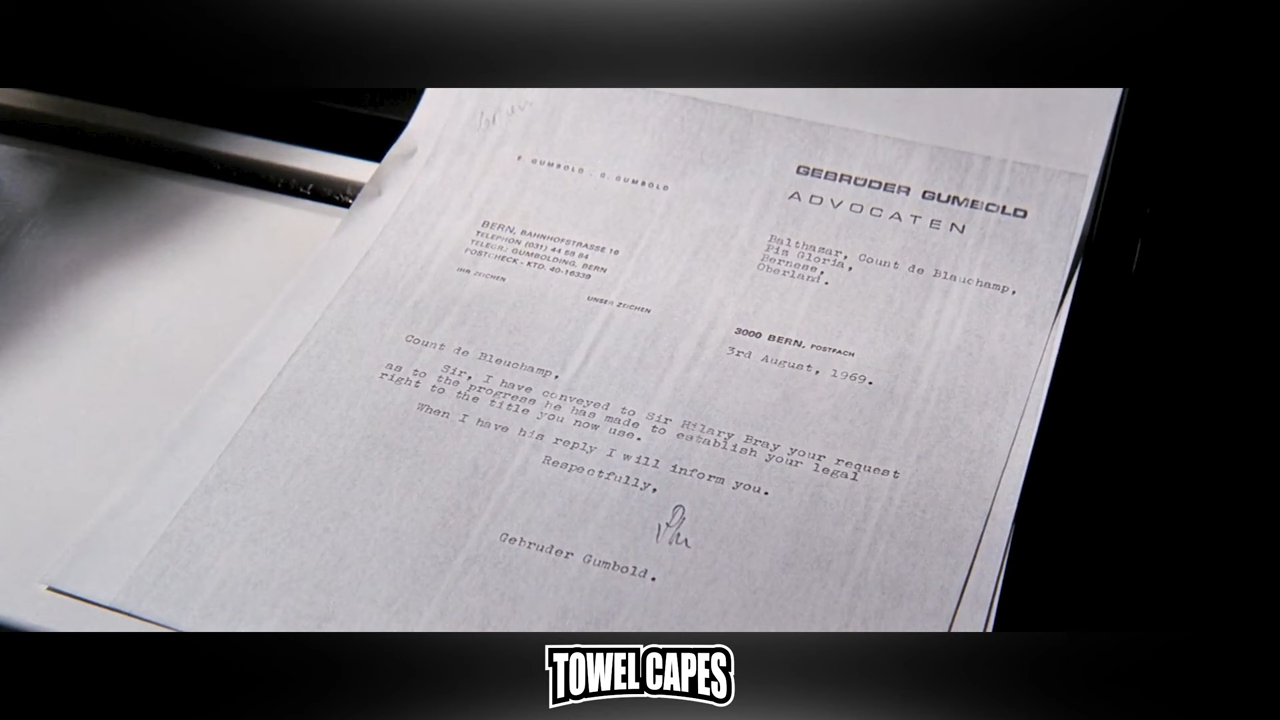 F. GUMBOLD - G. GUMBOLD
GEBRÜDER GUMBOLD
ADVOCATEN
BERN, BAHNHOFSTRASSE 16
TELEPHON (031) 44 68 84
TELEGR.: GUMBOLDING, BERN
POSTCHECK - KTO. 40-16339
IHR ZEICHEN
UNSER ZEICHEN
Balthazar, Count de Blauchamp,
Piz Gloria,
Bernese,
Oberland.
3000 BERN, POSTFACH
3rd August, 1969.
Count de Bleuchamp,
Sir, I have conveyed to Sir Hilary Bray your request
as to the progress he has made to establish your legal
right to the title you now use.
When I have his reply I will inform you.
Respectfully,
Gebruder Gumbold.
TOWEL CAPES